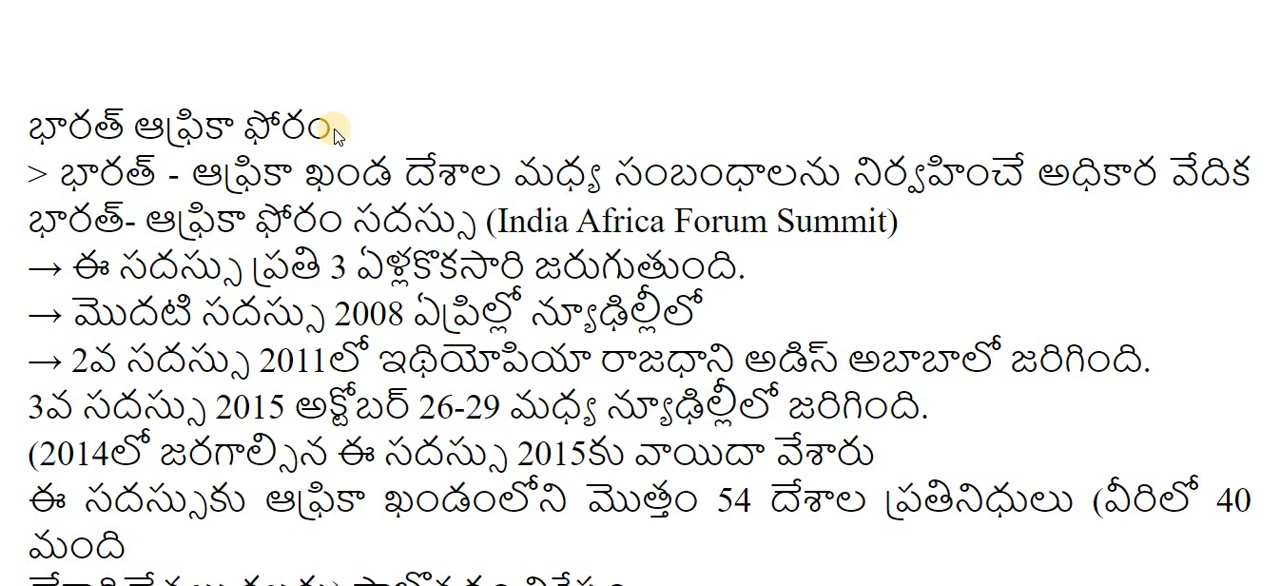 భారత్ ఆఫ్రికా ఫోరం
> భారత్ - ఆఫ్రికా ఖండ దేశాల మధ్య సంబంధాలను నిర్వహించే అధికార వేదిక
భారత్- ఆఫ్రికా ఫోరం సదస్సు (India Africa Forum Summit)
→ ఈ సదస్సు ప్రతి 3 ఏళ్లకొకసారి జరుగుతుంది.
→ మొదటి సదస్సు 2008 ఏప్రిల్లో న్యూఢిల్లీలో
→ 2వ సదస్సు 2011లో ఇథియోపియా రాజధాని అడిస్ అబాబాలో జరిగింది.
3వ సదస్సు 2015 అక్టోబర్ 26-29 మధ్య న్యూఢిల్లీలో జరిగింది.
(2014లో జరగాల్సిన ఈ సదస్సు 2015కు వాయిదా వేశారు
ఈ సదస్సుకు ఆఫ్రికా ఖండంలోని మొత్తం 54 దేశాల ప్రతినిధులు (వీరిలో 40
మంది